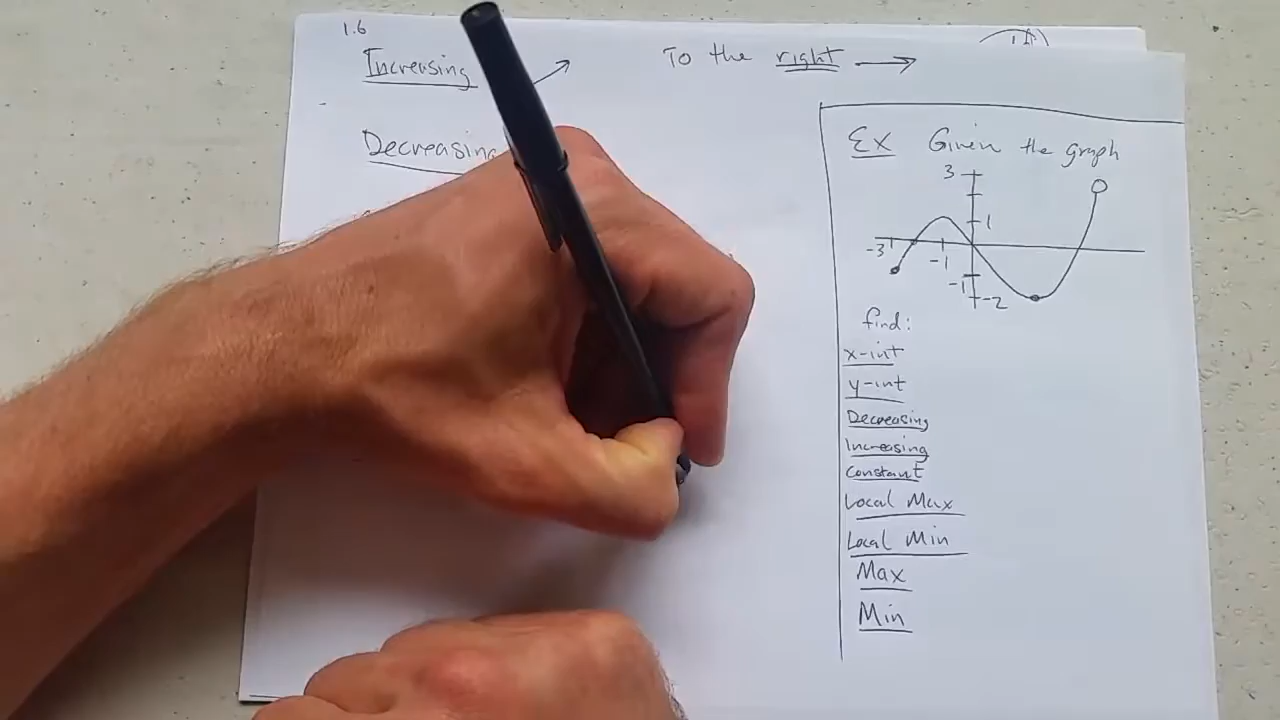 1.6
Increasing
To the right
Decreasing
Ex Given the graph
3
1
-3
-1
-1
-2
find:
x-int
y-int
Decreasing
Increasing
Constant
Local Max
Local Min
Max
Min